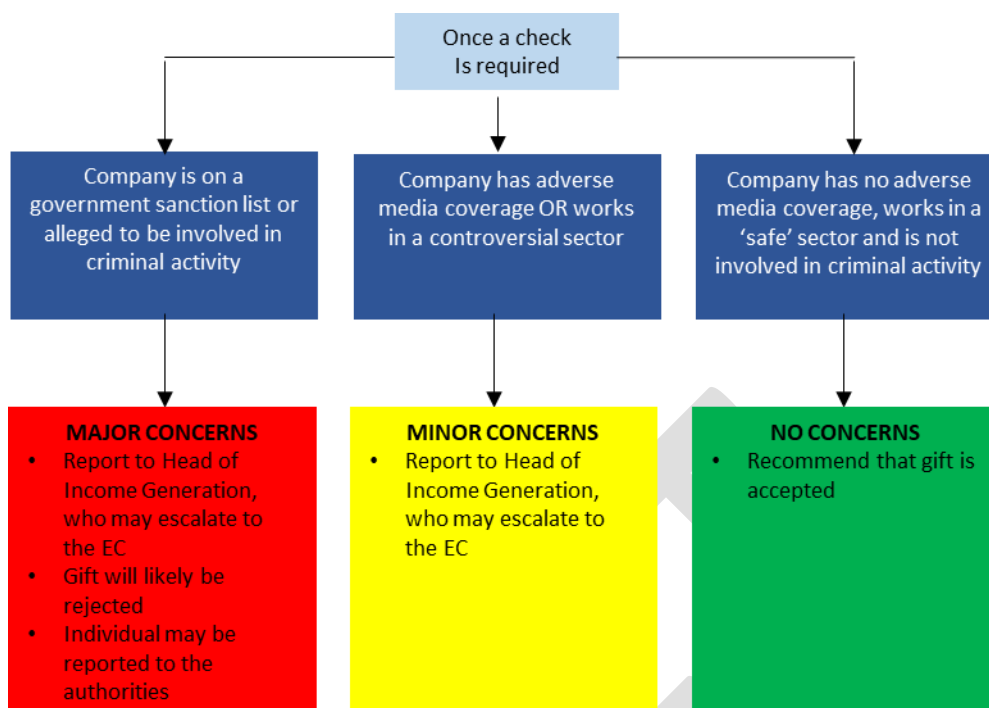 Once a check
Is required
Company is on a
government sanction list or
alleged to be involved in
criminal activity
Company has adverse
media coverage OR works
in a controversial sector
Company has no adverse
media coverage, works in a
‘safe’ sector and is not
involved in criminal activity
MAJOR CONCERNS
• Report to Head of
Income Generation,
who may escalate to
the EC
• Gift will likely be
rejected
• Individual may be
reported to the
authorities
MINOR CONCERNS
• Report to Head of
Income Generation,
who may escalate to
the EC
NO CONCERNS
• Recommend that gift is
accepted